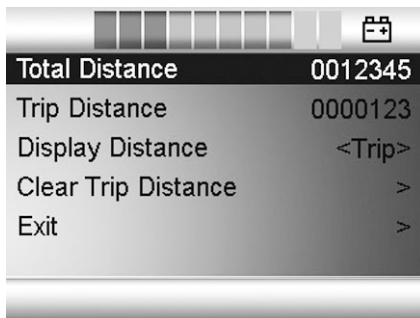 Total Distance 0012345
Trip Distance 0000123
Display Distance <Trip>
Clear Trip Distance >
Exit >